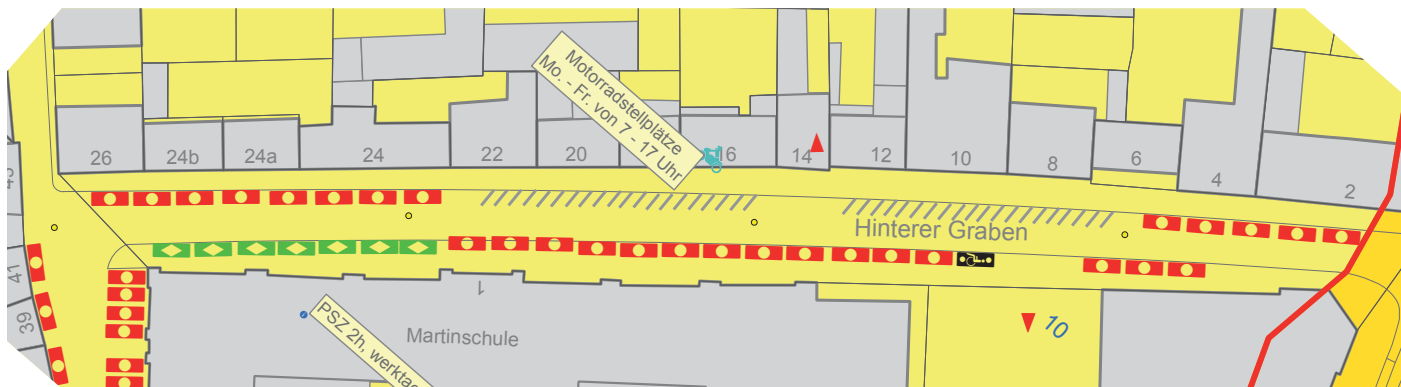 Motorradstellplätze
Mo. - Fr. von 7 - 17 Uhr
26
24b
24a
24
22
20
16
14
12
10
8
6
4
2
Hinterer Graben
41
39
1
Martinschule
PSZ 2h, werktag
10